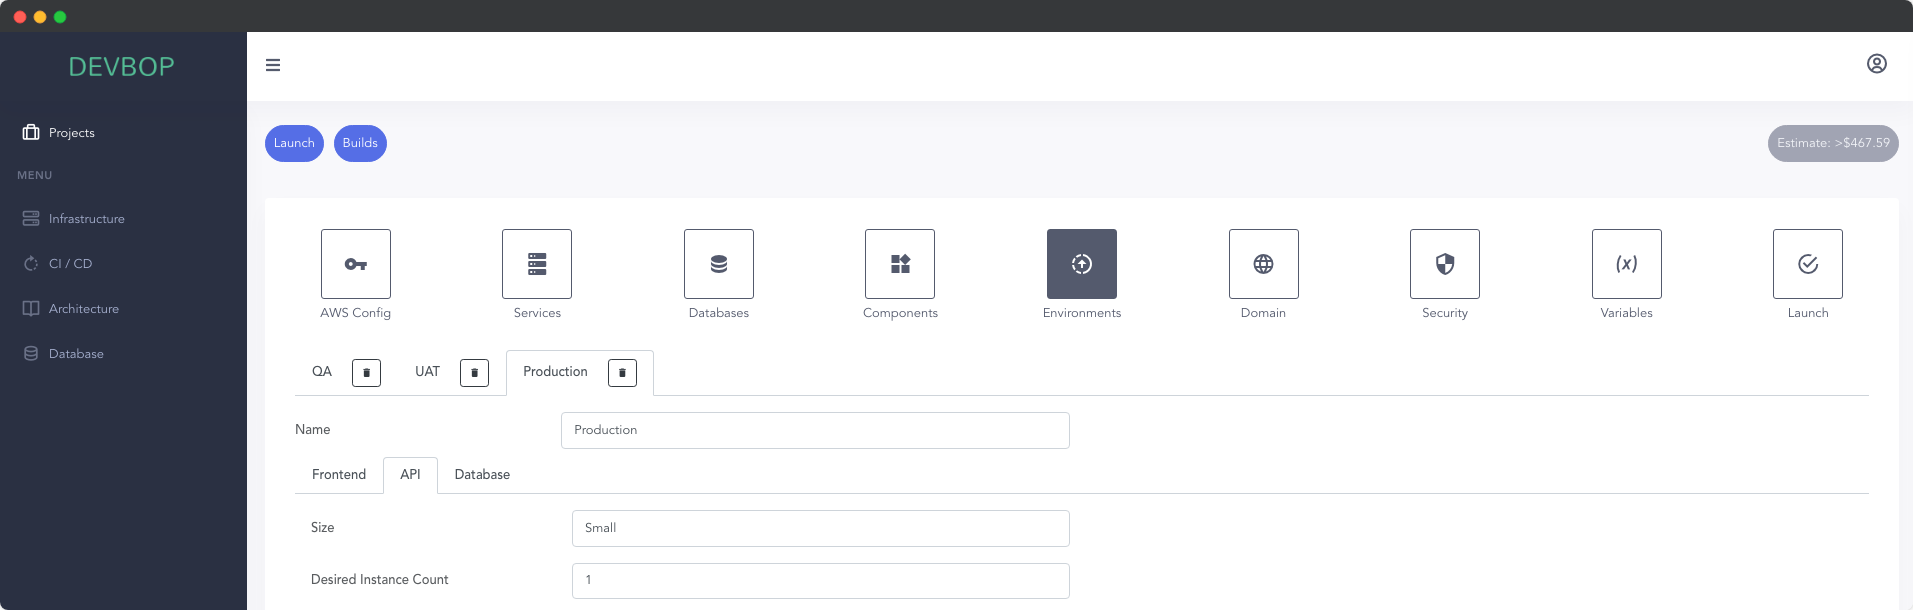 DEVBOP
Projects
MENU
Infrastructure
CI / CD
Architecture
Database
Launch Builds Estimate: >$467.59
AWS Config Services Databases Components Environments Domain Security (x) Variables Launch
QA UAT Production
Name Production
Frontend API Database
Size Small
Desired Instance Count 1